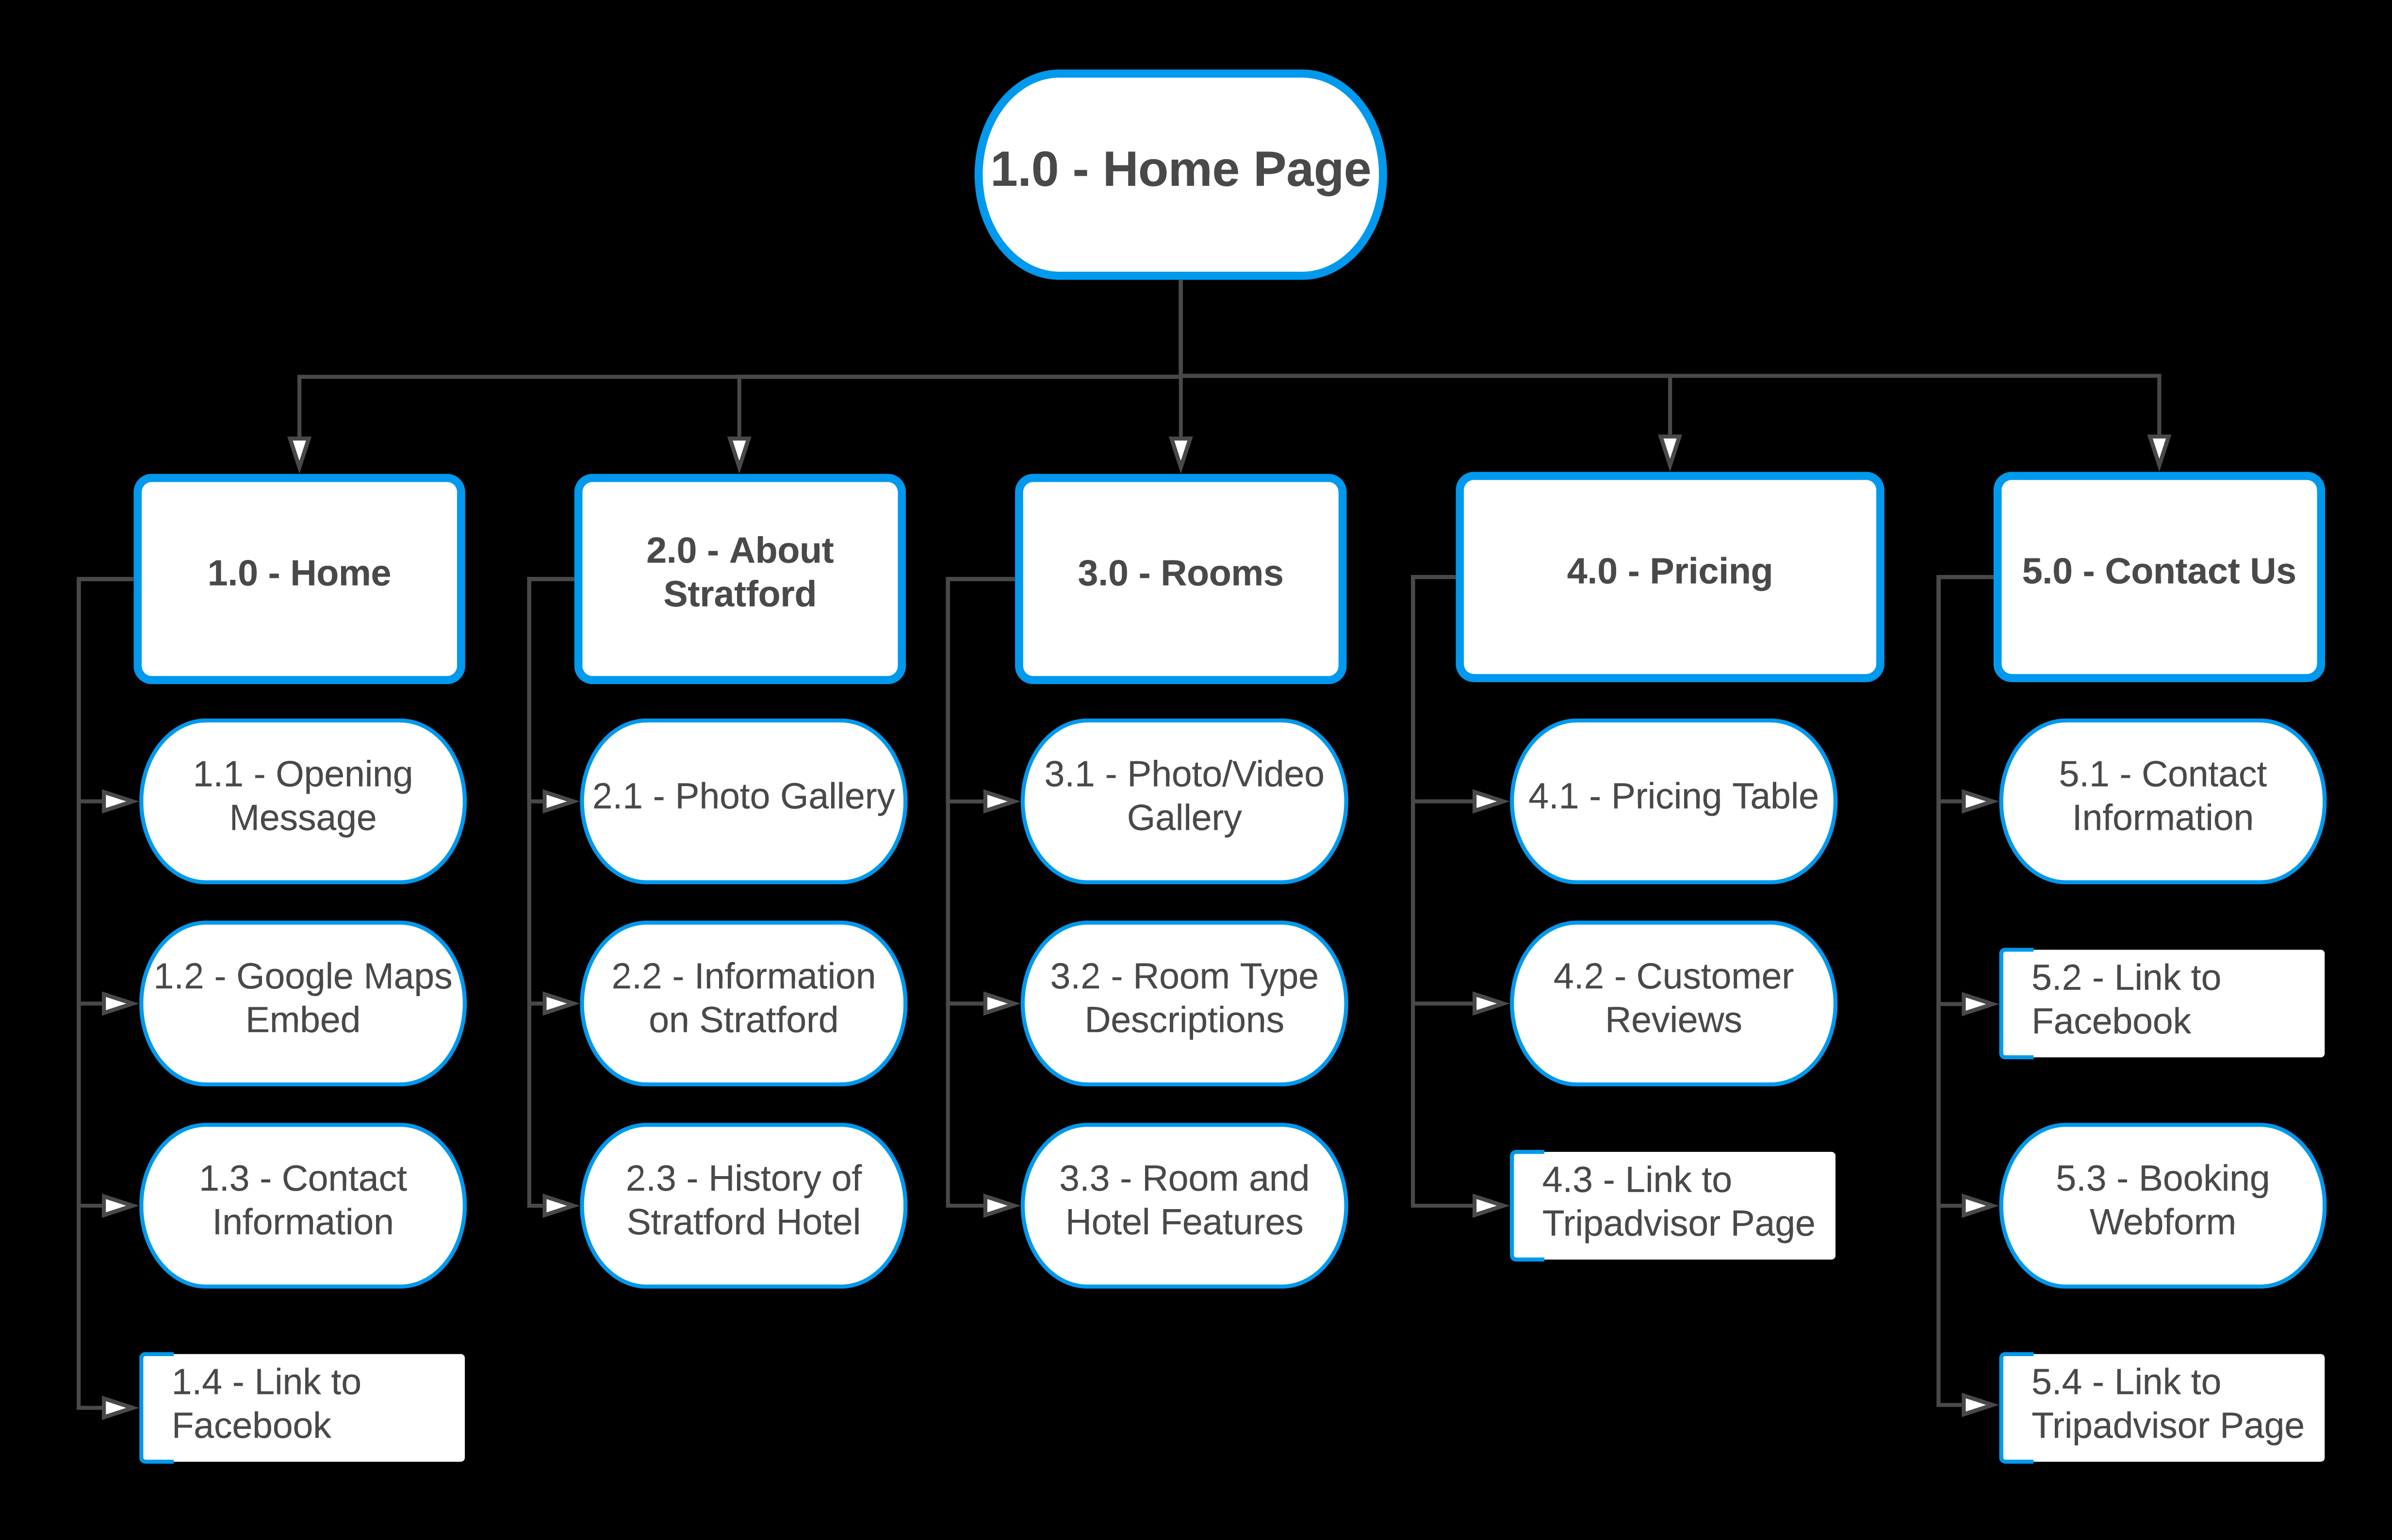 1.0 - Home Page
1.0 - Home
2.0 - About
Stratford
3.0 - Rooms
4.0 - Pricing
5.0 - Contact Us
1.1 - Opening
Message
2.1 - Photo Gallery
3.1 - Photo/Video
Gallery
4.1 - Pricing Table
5.1 - Contact
Information
1.2 - Google Maps
Embed
2.2 - Information
on Stratford
3.2 - Room Type
Descriptions
4.2 - Customer
Reviews
5.2 - Link to
Facebook
1.3 - Contact
Information
2.3 - History of
Stratford Hotel
3.3 - Room and
Hotel Features
4.3 - Link to
Tripadvisor Page
5.3 - Booking
Webform
1.4 - Link to
Facebook
5.4 - Link to
Tripadvisor Page